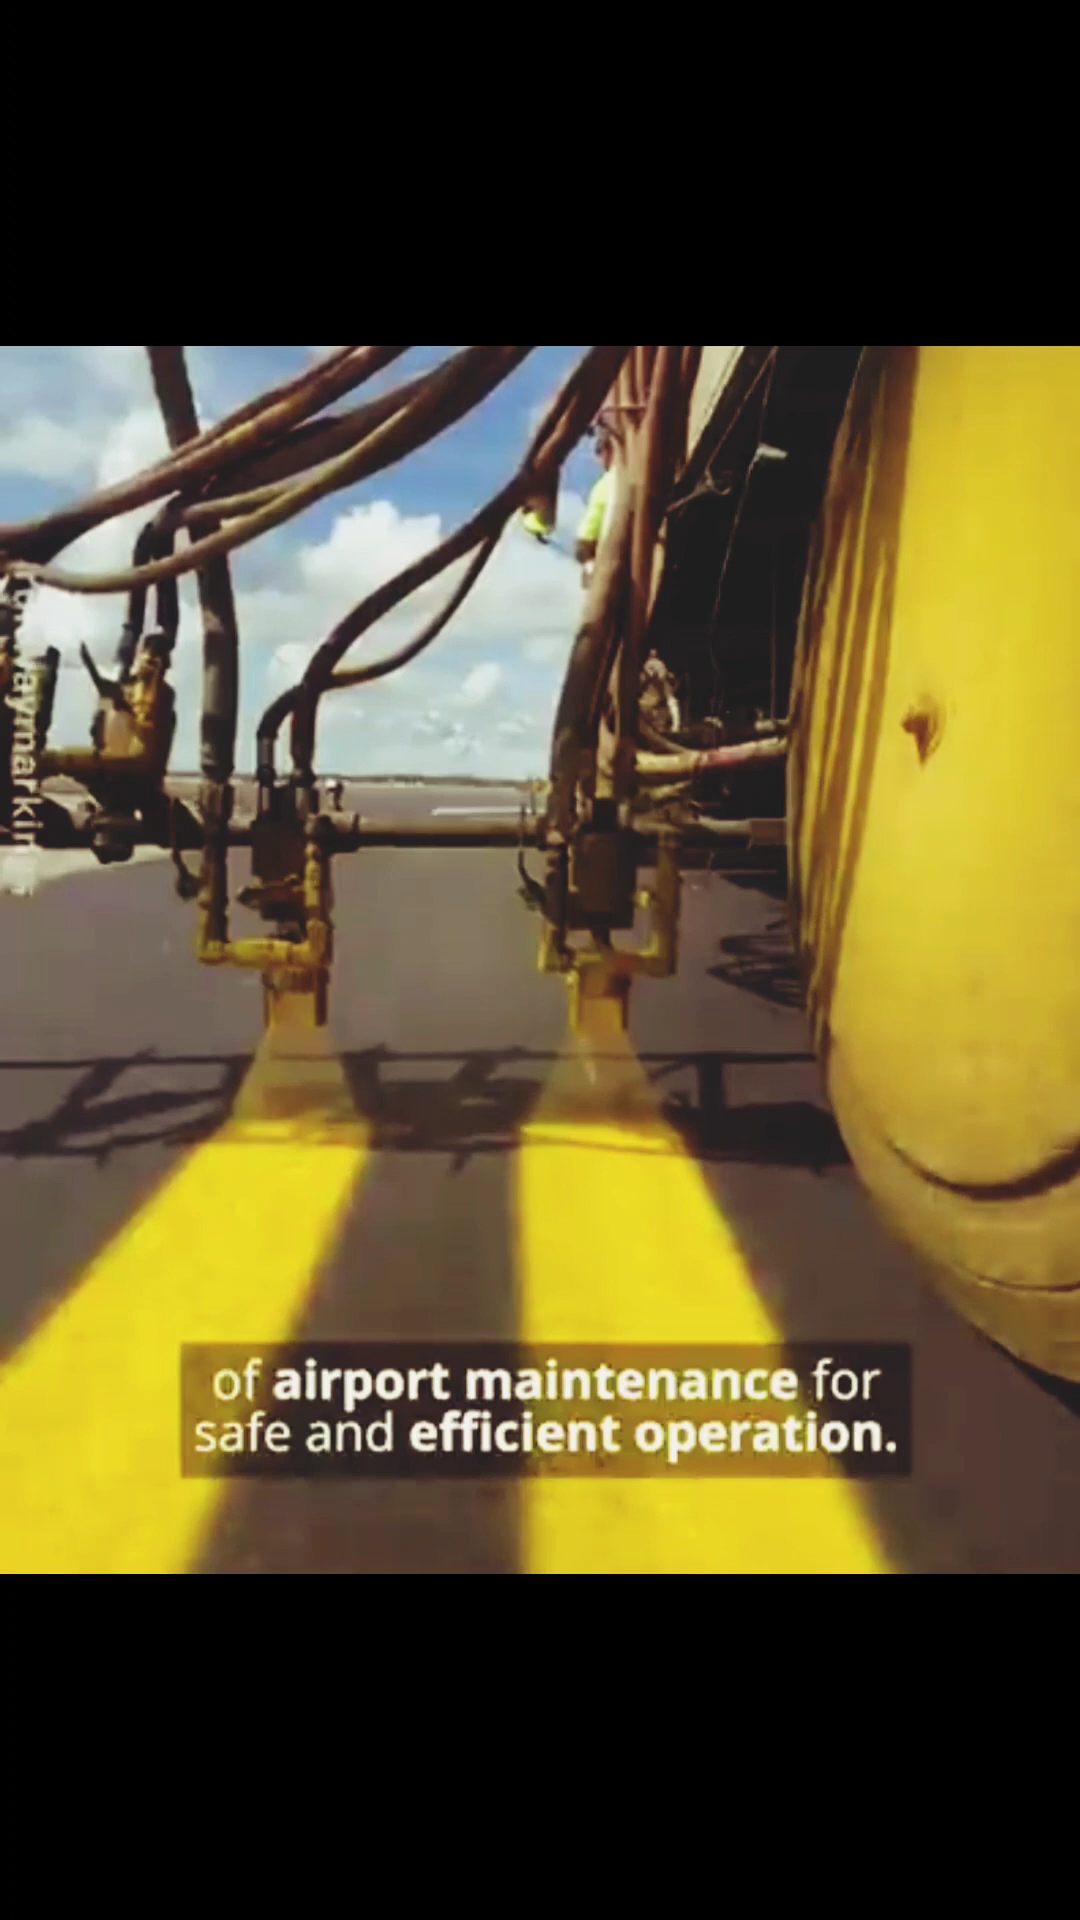 of airport maintenance for
safe and efficient operation.